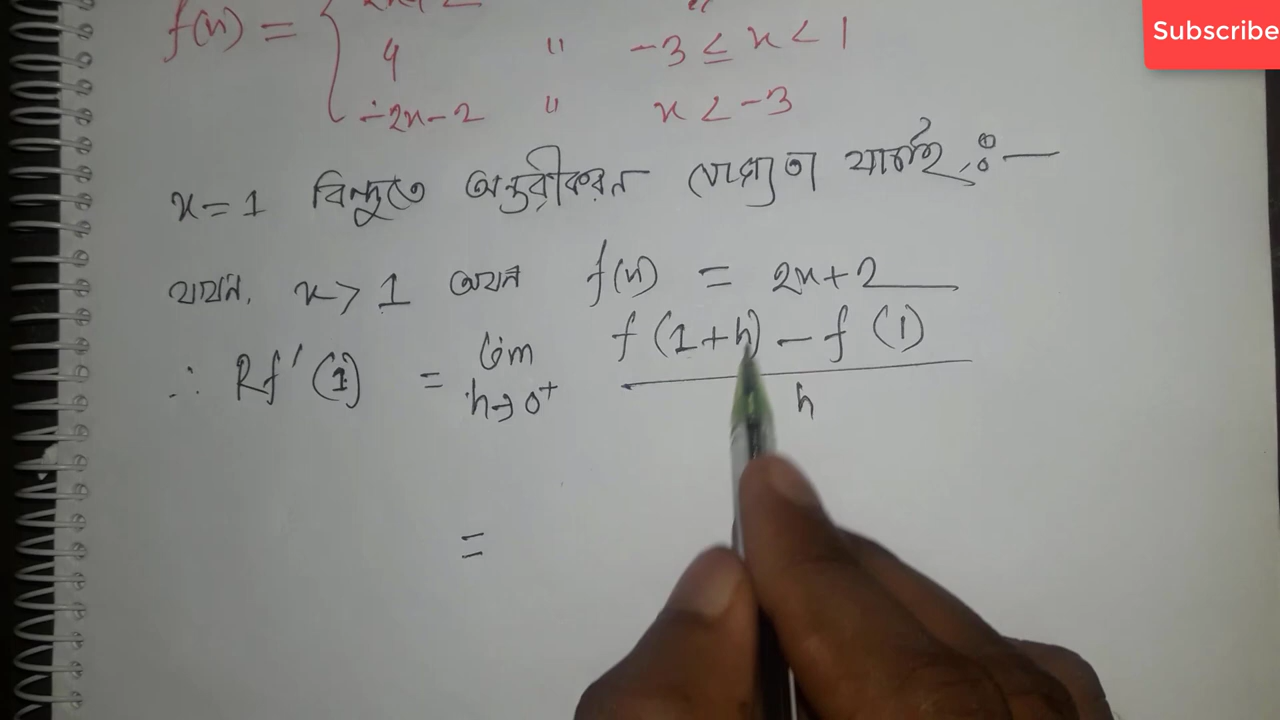 Subscribe
f(x) =
4 " -3 ≤ x < 1
-2x-2 " x < -3
x=1 বিন্দুতে অন্তরীকরন যোগ্যতা যাচাই :—
যখন, x > 1 তখন f(x) = 2x+2
∴ Rf'(1) = lim h→0+ f(1+h) - f(1) / h
=